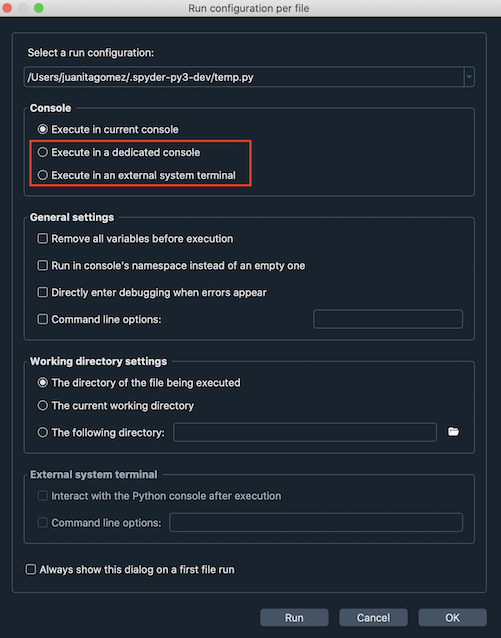 Run configuration per file
Select a run configuration:
/Users/juanitagomez/.spyder-py3-dev/temp.py
Console
Execute in current console
Execute in a dedicated console
Execute in an external system terminal
General settings
Remove all variables before execution
Run in console's namespace instead of an empty one
Directly enter debugging when errors appear
Command line options:
Working directory settings
The directory of the file being executed
The current working directory
The following directory:
External system terminal
Interact with the Python console after execution
Command line options:
Always show this dialog on a first file run
Run Cancel OK